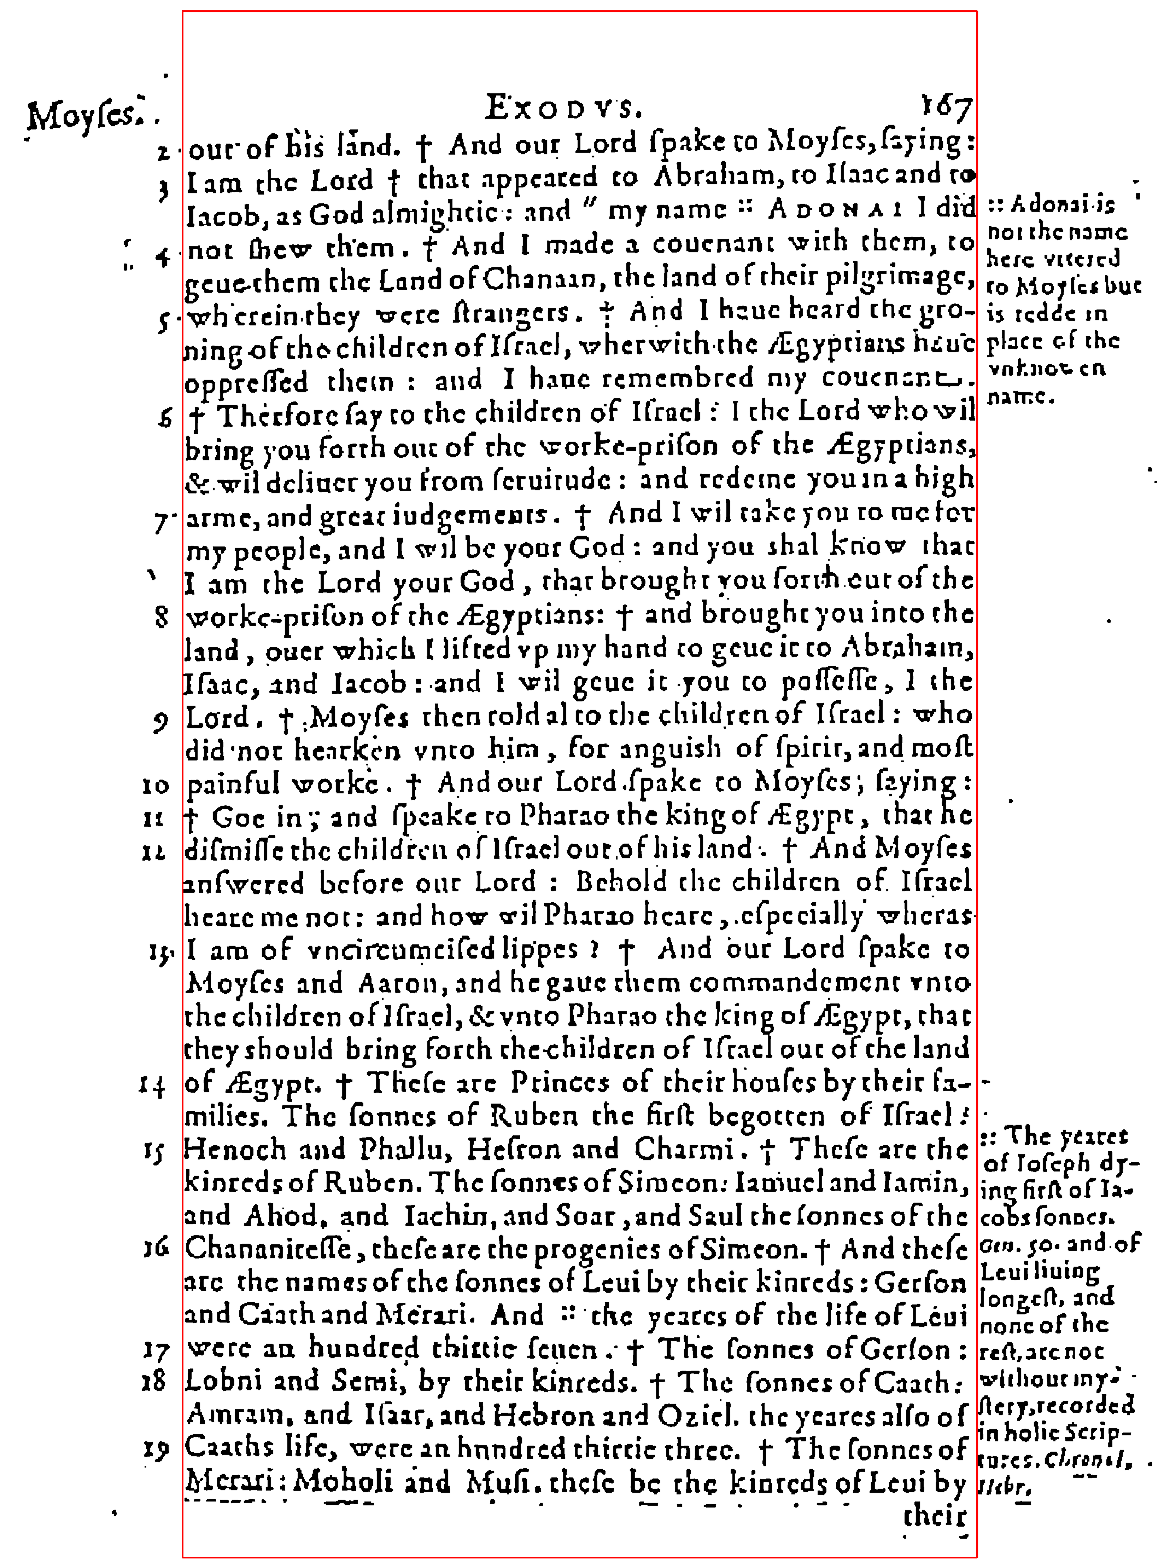 Moyſes.
EXODVS. 167
2 out of his land. † And our Lord ſpake to Moyſes, ſaying:
3 I am the Lord † that appeared to Abraham, to Iſaac and to
Iacob, as God almightie: and " my name :: ADONAI I did
4 not ſhew them. † And I made a couenant with them, to
geue them the Land of Chanaan, the land of their pilgrimage,
5 wherein they were ſtrangers. † And I haue heard the gro-
ning of the children of Iſrael, wherwith the Ægyptians haue
oppreſſed them: and I haue remembred my couenant.
6 † Therfore ſay to the children of Iſrael: I the Lord who wil
bring you forth out of the worke-priſon of the Ægyptians,
& wil deliuer you from ſeruitude: and redeme you in a high
7 arme, and great iudgements. † And I wil take you to me for
my people, and I wil be your God: and you shal know that
I am the Lord your God, that brought you forth out of the
8 worke-priſon of the Ægyptians: † and brought you into the
land, ouer which I lifted vp my hand to geue it to Abraham,
Iſaac, and Iacob: and I wil geue it you to poſſeſſe, I the
9 Lord. † Moyſes then told al to the children of Iſrael: who
did not hearken vnto him, for anguish of ſpirit, and moſt
10 painful worke. † And our Lord ſpake to Moyſes, ſaying:
11 † Goe in, and ſpeake to Pharao the king of Ægypt, that he
12 diſmiſſe the children of Iſrael out of his land. † And Moyſes
anſwered before our Lord: Behold the children of Iſrael
heare me not: and how wil Pharao heare, eſpecially wheras
13 I am of vncircumciſed lippes? † And our Lord ſpake to
Moyſes and Aaron, and he gaue them commandement vnto
the children of Iſrael, & vnto Pharao the king of Ægypt, that
they should bring forth the children of Iſrael out of the land
14 of Ægypt. † Theſe are Princes of their houſes by their fa-
milies. The ſonnes of Ruben the firſt begotten of Iſrael:
15 Henoch and Phallu, Heſron and Charmi. † Theſe are the
kinreds of Ruben. The ſonnes of Simeon: Iamuel and Iamin,
and Ahod, and Iachin, and Soar, and Saul the ſonnes of the
16 Chananiteſſe, theſe are the progenies of Simeon. † And theſe
are the names of the ſonnes of Leui by their kinreds: Gerſon
and Caath and Merari. And :: the yeares of the life of Leui
17 were an hundred thirtie ſeuen. † The ſonnes of Gerſon:
18 Lobni and Semi, by their kinreds. † The ſonnes of Caath:
Amram, and Iſaar, and Hebron and Oziel. the yeares alſo of
19 Caaths life, were an hnndred thirtie three. † The ſonnes of
Merari: Moholi and Muſi. theſe be the kinreds of Leui by
their
:: Adonai is
not the name
here vttered
to Moyſes but
is redde in
place of the
vnknowen
name.
:: The yeares
of Ioſeph dy-
ing firſt of Ia-
cobs ſonnes.
Gen. 50. and of
Leui liuing
longeſt, and
none of the
reſt, are not
without my-
ſtery, recorded
in holie Scrip-
tures. Chronol.
Hebr.